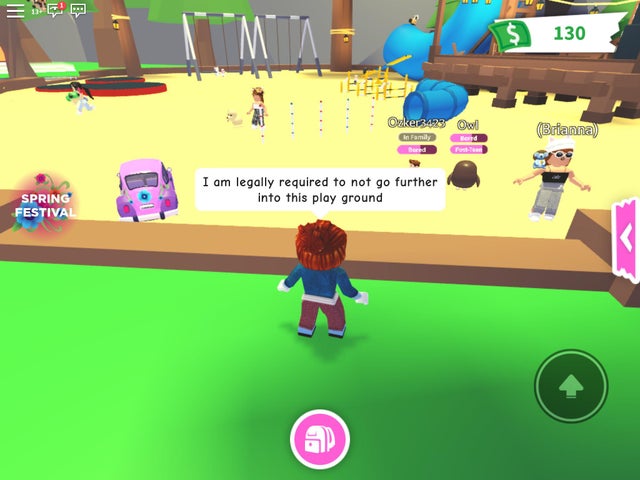 130
Ozker3423 Owl
In Family Bored
Bored Post-Teen
(Brianna)
I am legally required to not go further
into this play ground
SPRING
FESTIVAL